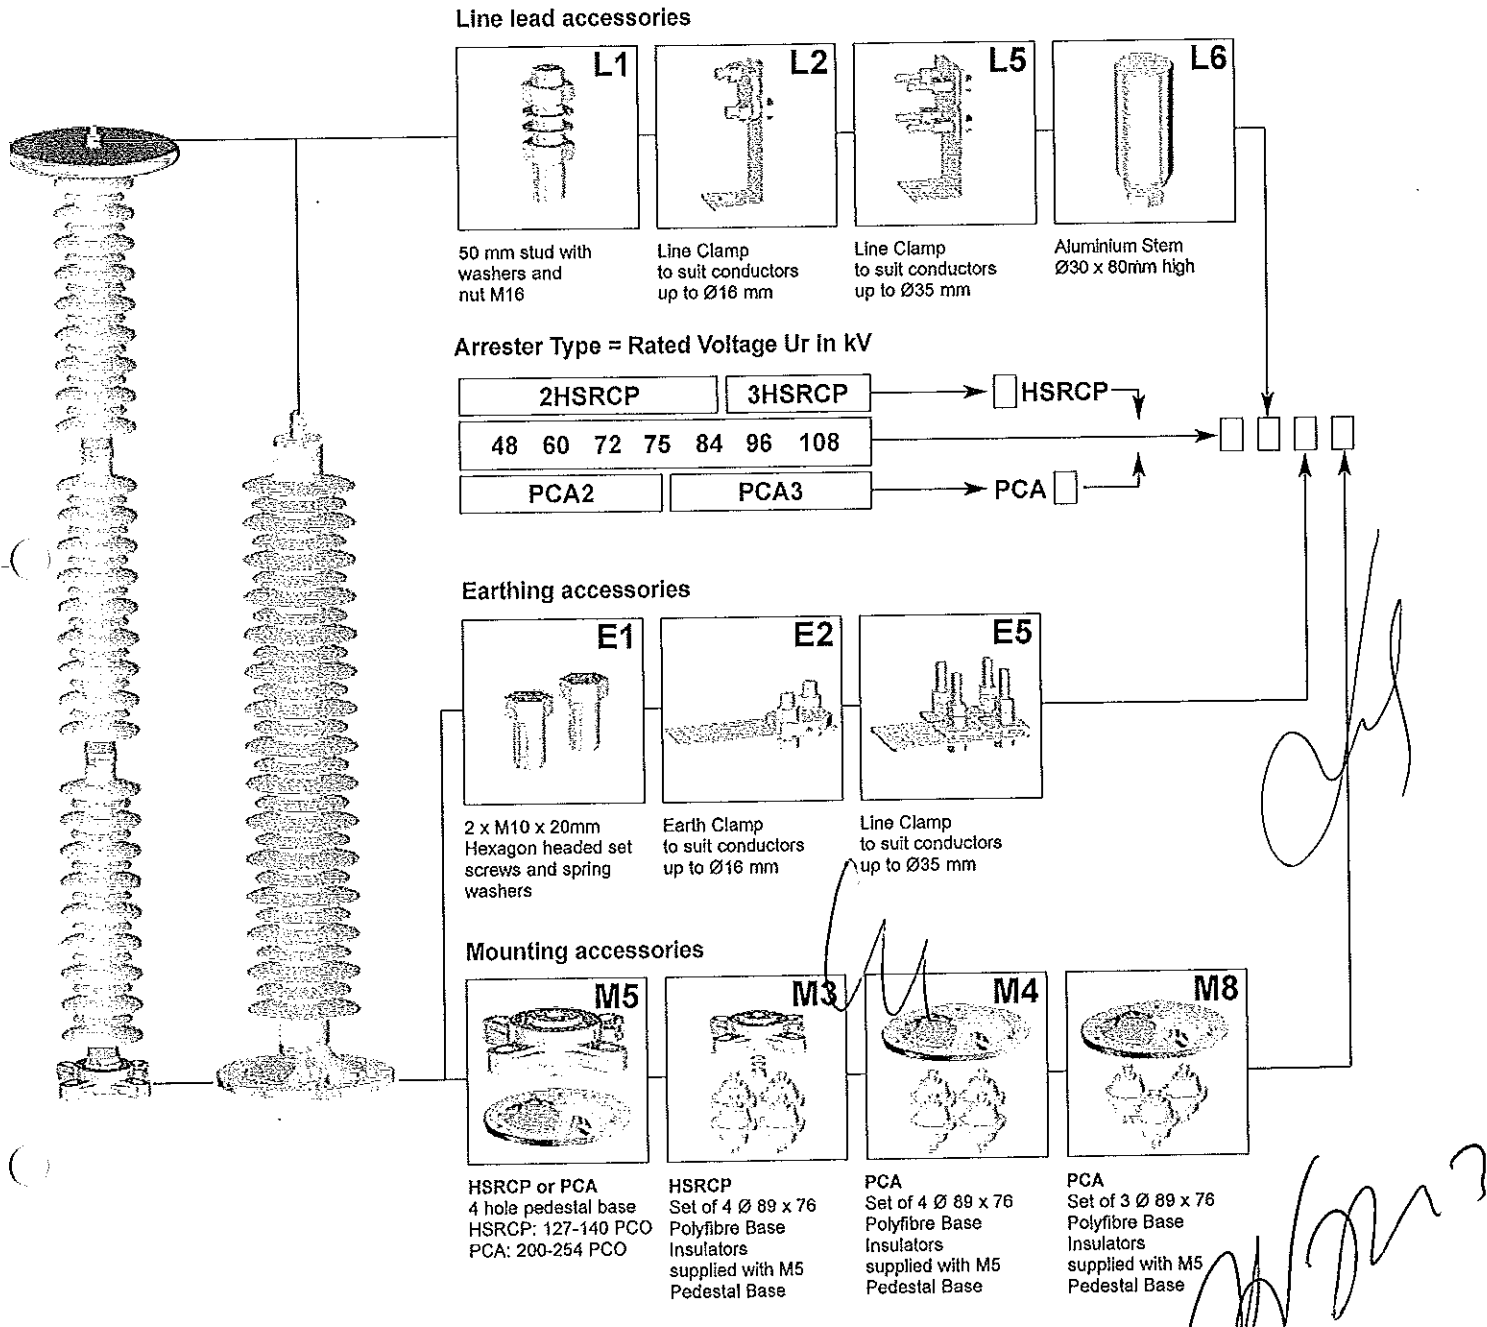 Line lead accessories
L1
L2
L5
L6
50 mm stud with
washers and
nut M16
Line Clamp
to suit conductors
up to Ø16 mm
Line Clamp
to suit conductors
up to Ø35 mm
Aluminium Stem
Ø30 x 80mm high
Arrester Type = Rated Voltage Ur in kV
2HSRCP
3HSRCP
HSRCP
48 60 72 75 84 96 108
PCA2
PCA3
PCA
Earthing accessories
E1
E2
E5
2 x M10 x 20mm
Hexagon headed set
screws and spring
washers
Earth Clamp
to suit conductors
up to Ø16 mm
Line Clamp
to suit conductors
up to Ø35 mm
Mounting accessories
M5
M3
M4
M8
HSRCP or PCA
4 hole pedestal base
HSRCP: 127-140 PCO
PCA: 200-254 PCO
HSRCP
Set of 4 Ø 89 x 76
Polyfibre Base
Insulators
supplied with M5
Pedestal Base
PCA
Set of 4 Ø 89 x 76
Polyfibre Base
Insulators
supplied with M5
Pedestal Base
PCA
Set of 3 Ø 89 x 76
Polyfibre Base
Insulators
supplied with M5
Pedestal Base